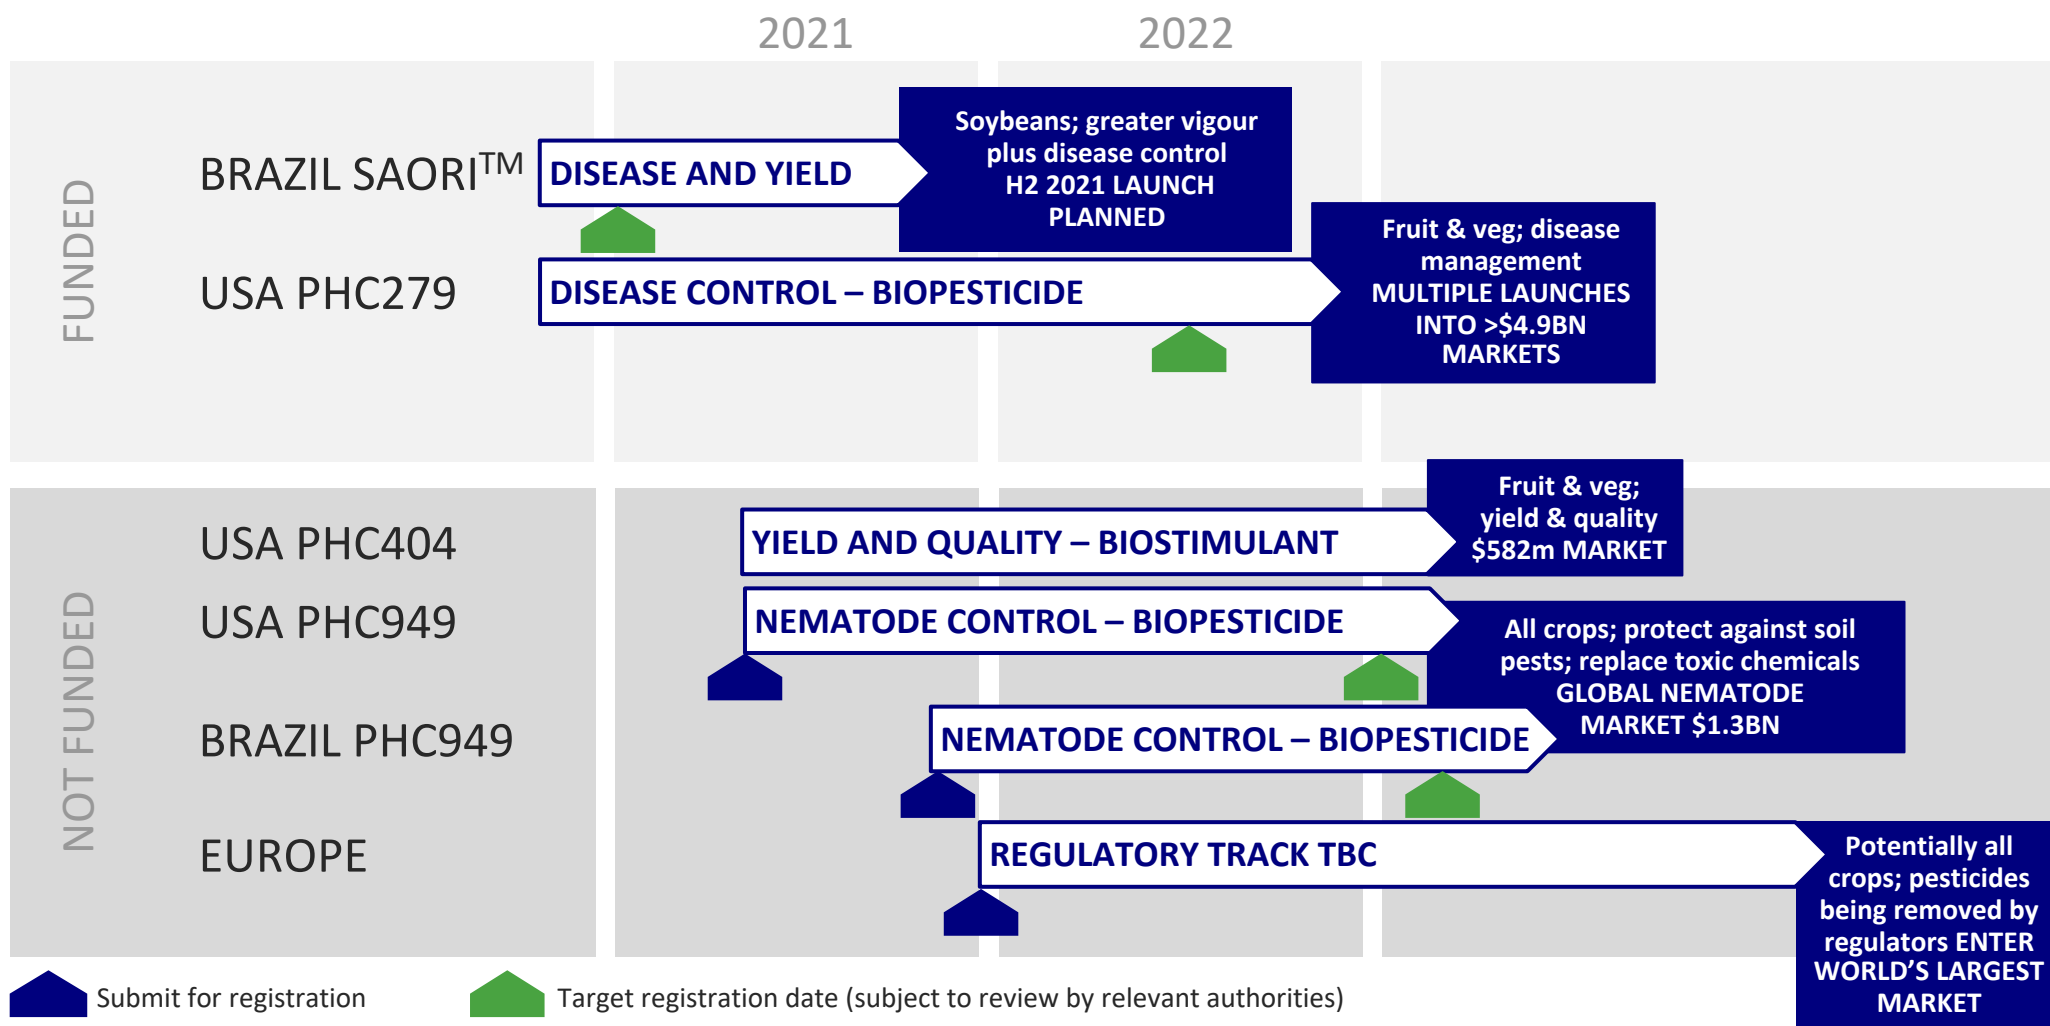 2021
2022
FUNDED
BRAZIL SAORI™
DISEASE AND YIELD
Soybeans; greater vigour
plus disease control
H2 2021 LAUNCH
PLANNED
USA PHC279
DISEASE CONTROL – BIOPESTICIDE
Fruit & veg; disease
management
MULTIPLE LAUNCHES
INTO >$4.9BN
MARKETS
NOT FUNDED
USA PHC404
YIELD AND QUALITY – BIOSTIMULANT
Fruit & veg;
yield & quality
$582m MARKET
USA PHC949
NEMATODE CONTROL – BIOPESTICIDE
All crops; protect against soil
pests; replace toxic chemicals
GLOBAL NEMATODE
MARKET $1.3BN
BRAZIL PHC949
NEMATODE CONTROL – BIOPESTICIDE
EUROPE
REGULATORY TRACK TBC
Potentially all
crops; pesticides
being removed by
regulators ENTER
WORLD’S LARGEST
MARKET
Submit for registration
Target registration date (subject to review by relevant authorities)